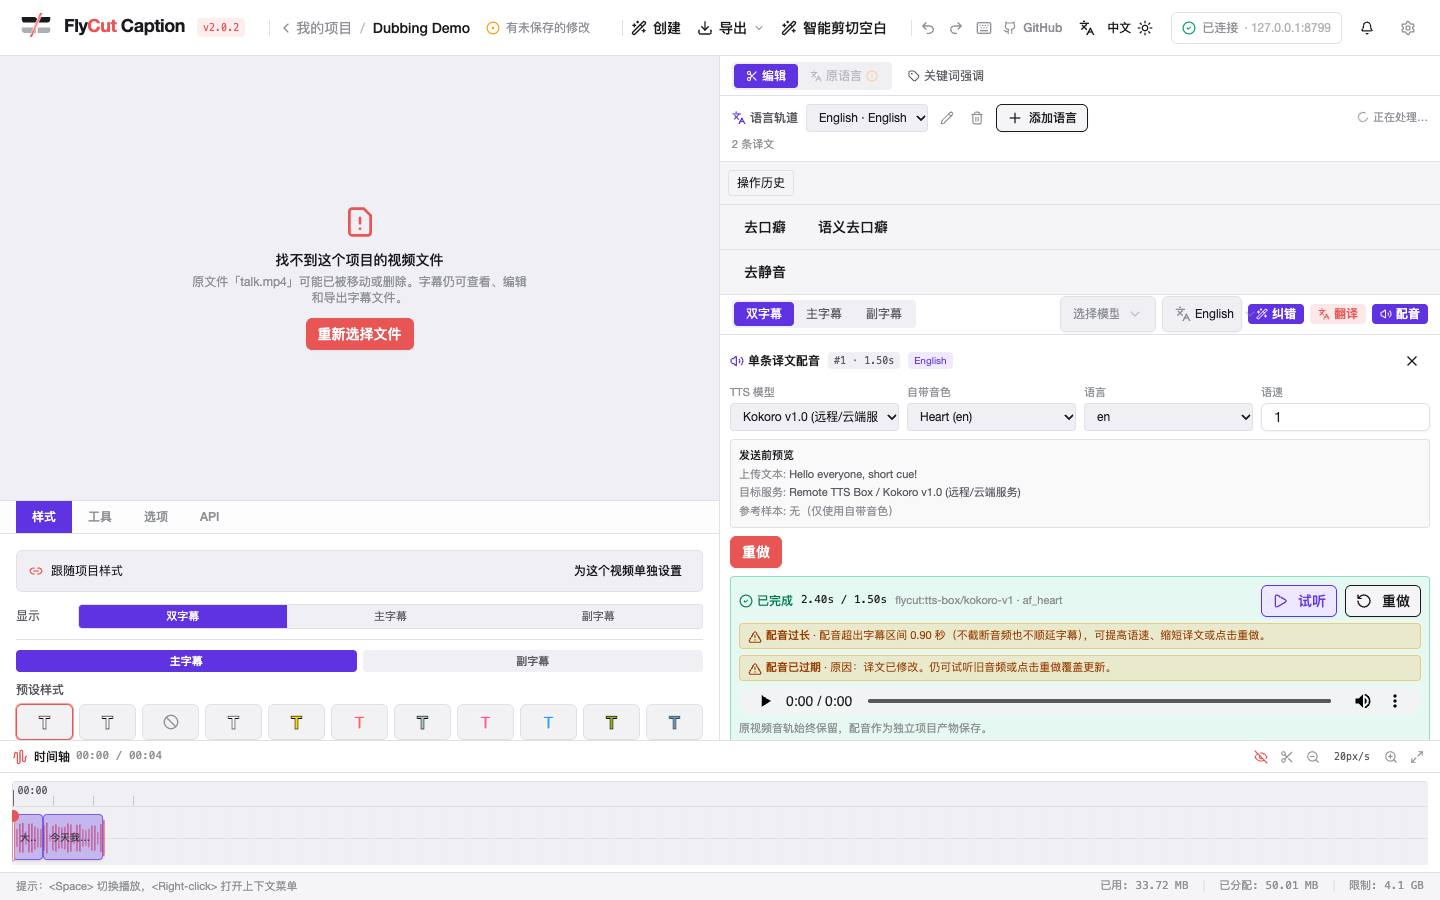 FlyCut Caption v2.0.2 我的项目 / Dubbing Demo 有未保存的修改 创建 导出 智能剪切空白 GitHub 中文 已连接 · 127.0.0.1:8799
找不到这个项目的视频文件
原文件「talk.mp4」可能已被移动或删除。字幕仍可查看、编辑
和导出字幕文件。
重新选择文件
样式 工具 选项 API
跟随项目样式 为这个视频单独设置
显示 双字幕 主字幕 副字幕
主字幕 副字幕
预设样式
T T T T T T T T T T
编辑 原语言 关键词强调
语言轨道 English · English 添加语言 正在处理...
2 条译文
操作历史
去口癖 语义去口癖
去静音
双字幕 主字幕 副字幕 选择模型 English 纠错 翻译 配音
单条译文配音 #1 · 1.50s English
TTS 模型 自带音色 语言 语速
Kokoro v1.0 (远程/云端服 Heart (en) en 1
发送前预览
上传文本: Hello everyone, short cue!
目标服务: Remote TTS Box / Kokoro v1.0 (远程/云端服务)
参考样本: 无（仅使用自带音色）
重做
已完成 2.40s / 1.50s flycut:tts-box/kokoro-v1 · af_heart 试听 重做
配音过长 · 配音超出字幕区间 0.90 秒（不截断音频也不顺延字幕），可提高语速、缩短译文或点击重做。
配音已过期 · 原因：译文已修改。仍可试听旧音频或点击重做覆盖更新。
0:00 / 0:00
原视频音轨始终保留，配音作为独立项目产物保存。
时间轴 00:00 / 00:04 20px/s
00:00
大... 今天我...
提示：<Space> 切换播放，<Right-click> 打开上下文菜单 已用: 33.72 MB 已分配: 50.01 MB 限制: 4.1 GB